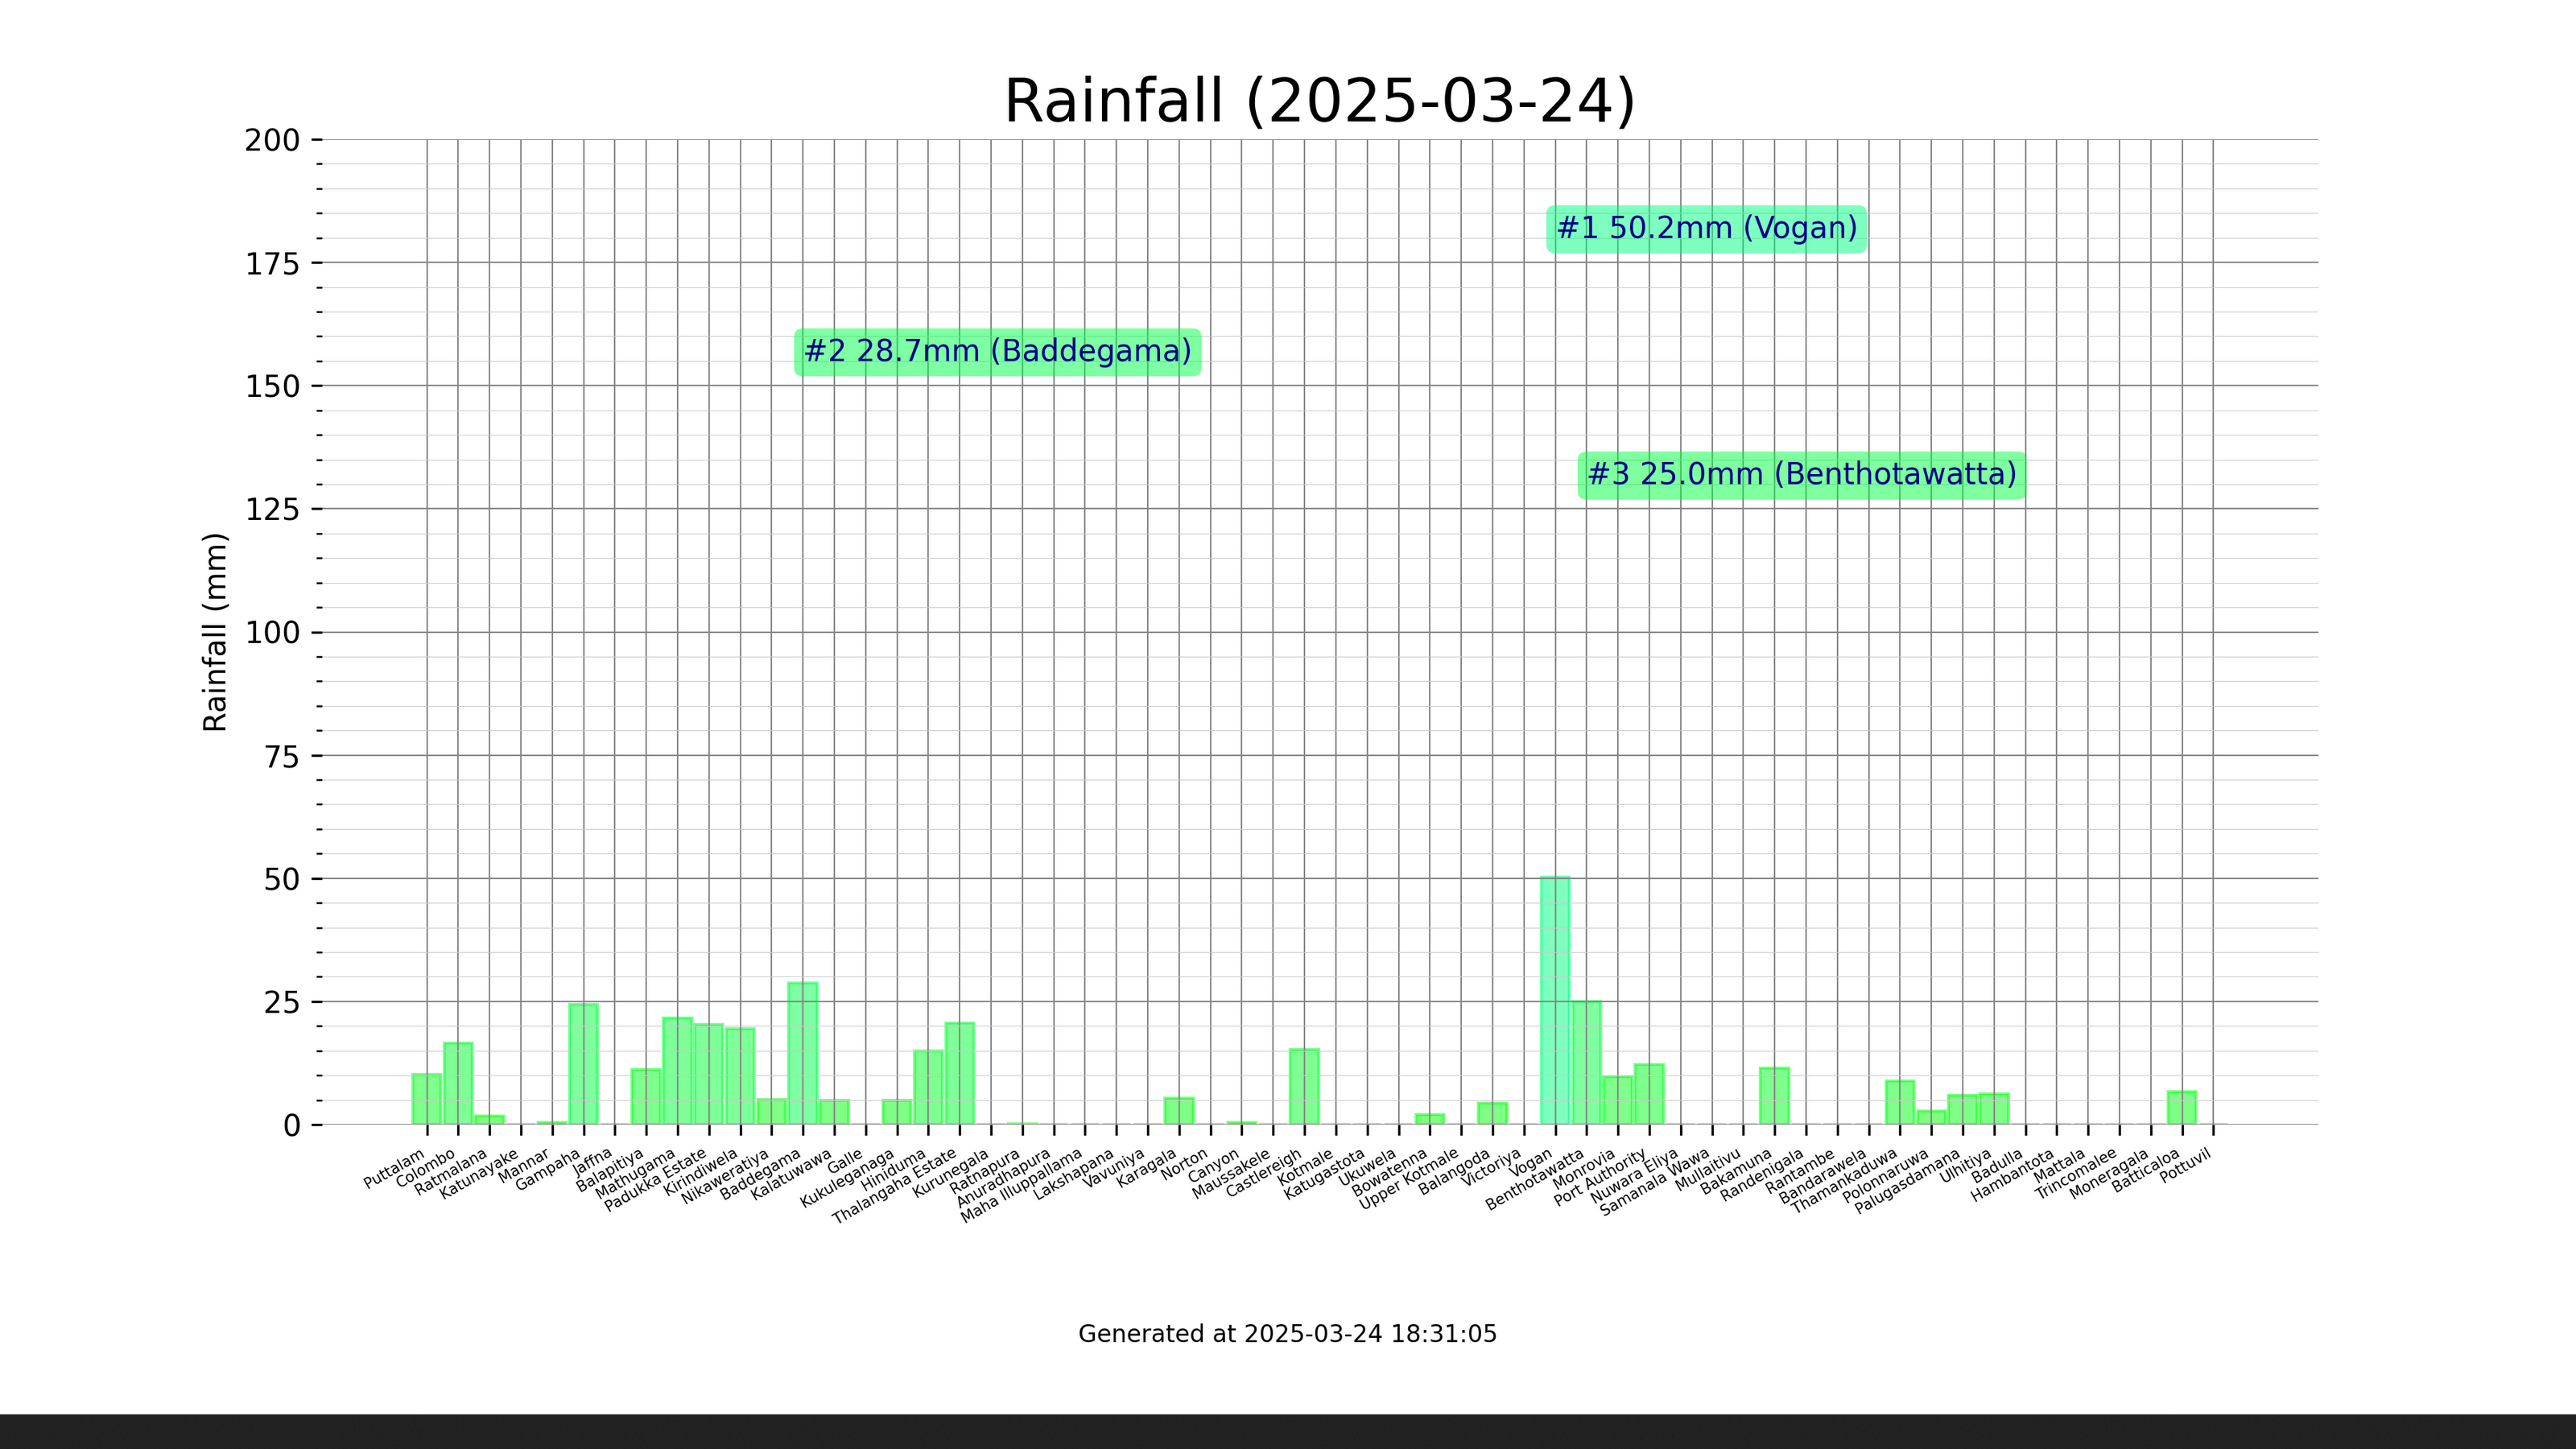 Rainfall (2025-03-24)
200
175
150
125
100
75
50
25
0
Rainfall (mm)
#1 50.2mm (Vogan)
#2 28.7mm (Baddegama)
#3 25.0mm (Benthotawatta)
Puttalam
Colombo
Ratmalana
Katunayake
Mannar
Gampaha
Jaffna
Balapitiya
Mathugama
Padukka Estate
Kirindiwela
Nikaweratiya
Baddegama
Kalatuwawa
Galle
Kukuleganaga
Hiniduma
Thalangaha Estate
Kurunegala
Ratnapura
Anuradhapura
Maha Illuppallama
Lakshapana
Vavuniya
Karagala
Norton
Canyon
Maussakele
Castlereigh
Kotmale
Katugastota
Ukuwela
Bowatenna
Upper Kotmale
Balangoda
Victoriya
Vogan
Benthotawatta
Monrovia
Port Authority
Nuwara Eliya
Samanala Wawa
Mullaitivu
Bakamuna
Randenigala
Rantambe
Bandarawela
Thamankaduwa
Polonnaruwa
Palugasdamana
Ulhitiya
Badulla
Hambantota
Mattala
Trincomalee
Moneragala
Batticaloa
Pottuvil
Generated at 2025-03-24 18:31:05